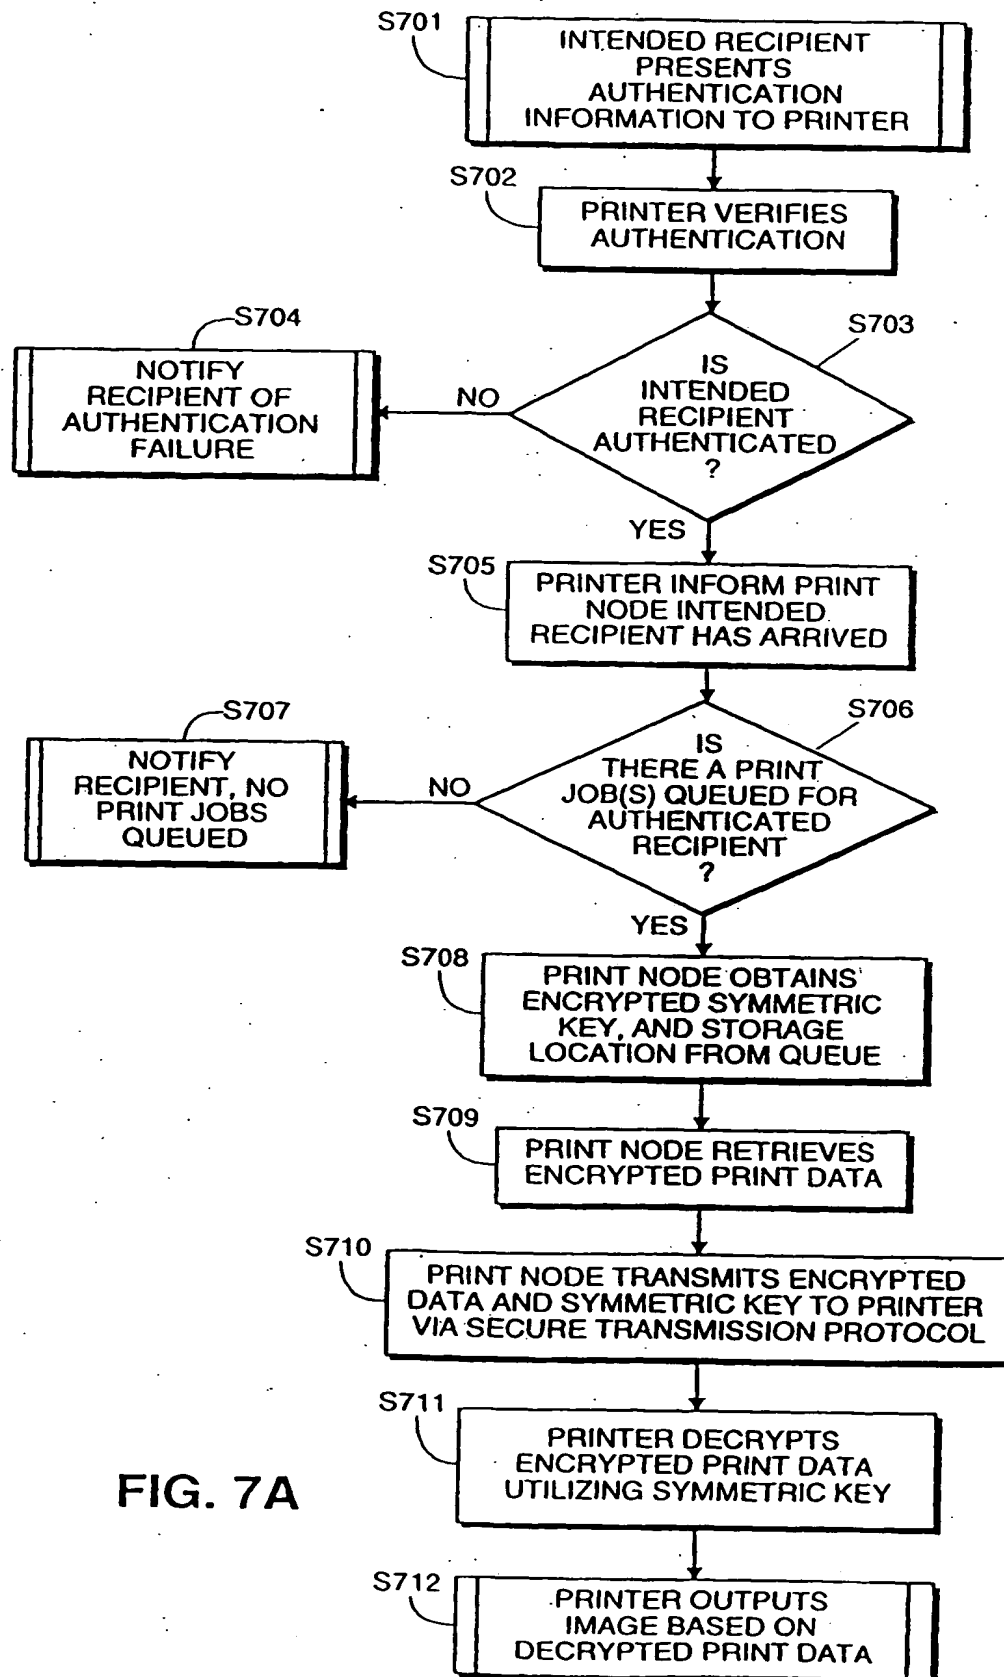 S701
INTENDED RECIPIENT
PRESENTS
AUTHENTICATION
INFORMATION TO PRINTER
S702
PRINTER VERIFIES
AUTHENTICATION
S704
NOTIFY
RECIPIENT OF
AUTHENTICATION
FAILURE
NO
S703
IS
INTENDED
RECIPIENT
AUTHENTICATED
?
YES
S705
PRINTER INFORM PRINT
NODE INTENDED
RECIPIENT HAS ARRIVED
S707
NOTIFY
RECIPIENT, NO
PRINT JOBS
QUEUED
NO
S706
IS
THERE A PRINT
JOB(S) QUEUED FOR
AUTHENTICATED
RECIPIENT
?
YES
S708
PRINT NODE OBTAINS
ENCRYPTED SYMMETRIC
KEY, AND STORAGE
LOCATION FROM QUEUE
S709
PRINT NODE RETRIEVES
ENCRYPTED PRINT DATA
S710
PRINT NODE TRANSMITS ENCRYPTED
DATA AND SYMMETRIC KEY TO PRINTER
VIA SECURE TRANSMISSION PROTOCOL
S711
PRINTER DECRYPTS
ENCRYPTED PRINT DATA
UTILIZING SYMMETRIC KEY
FIG. 7A
S712
PRINTER OUTPUTS
IMAGE BASED ON
DECRYPTED PRINT DATA